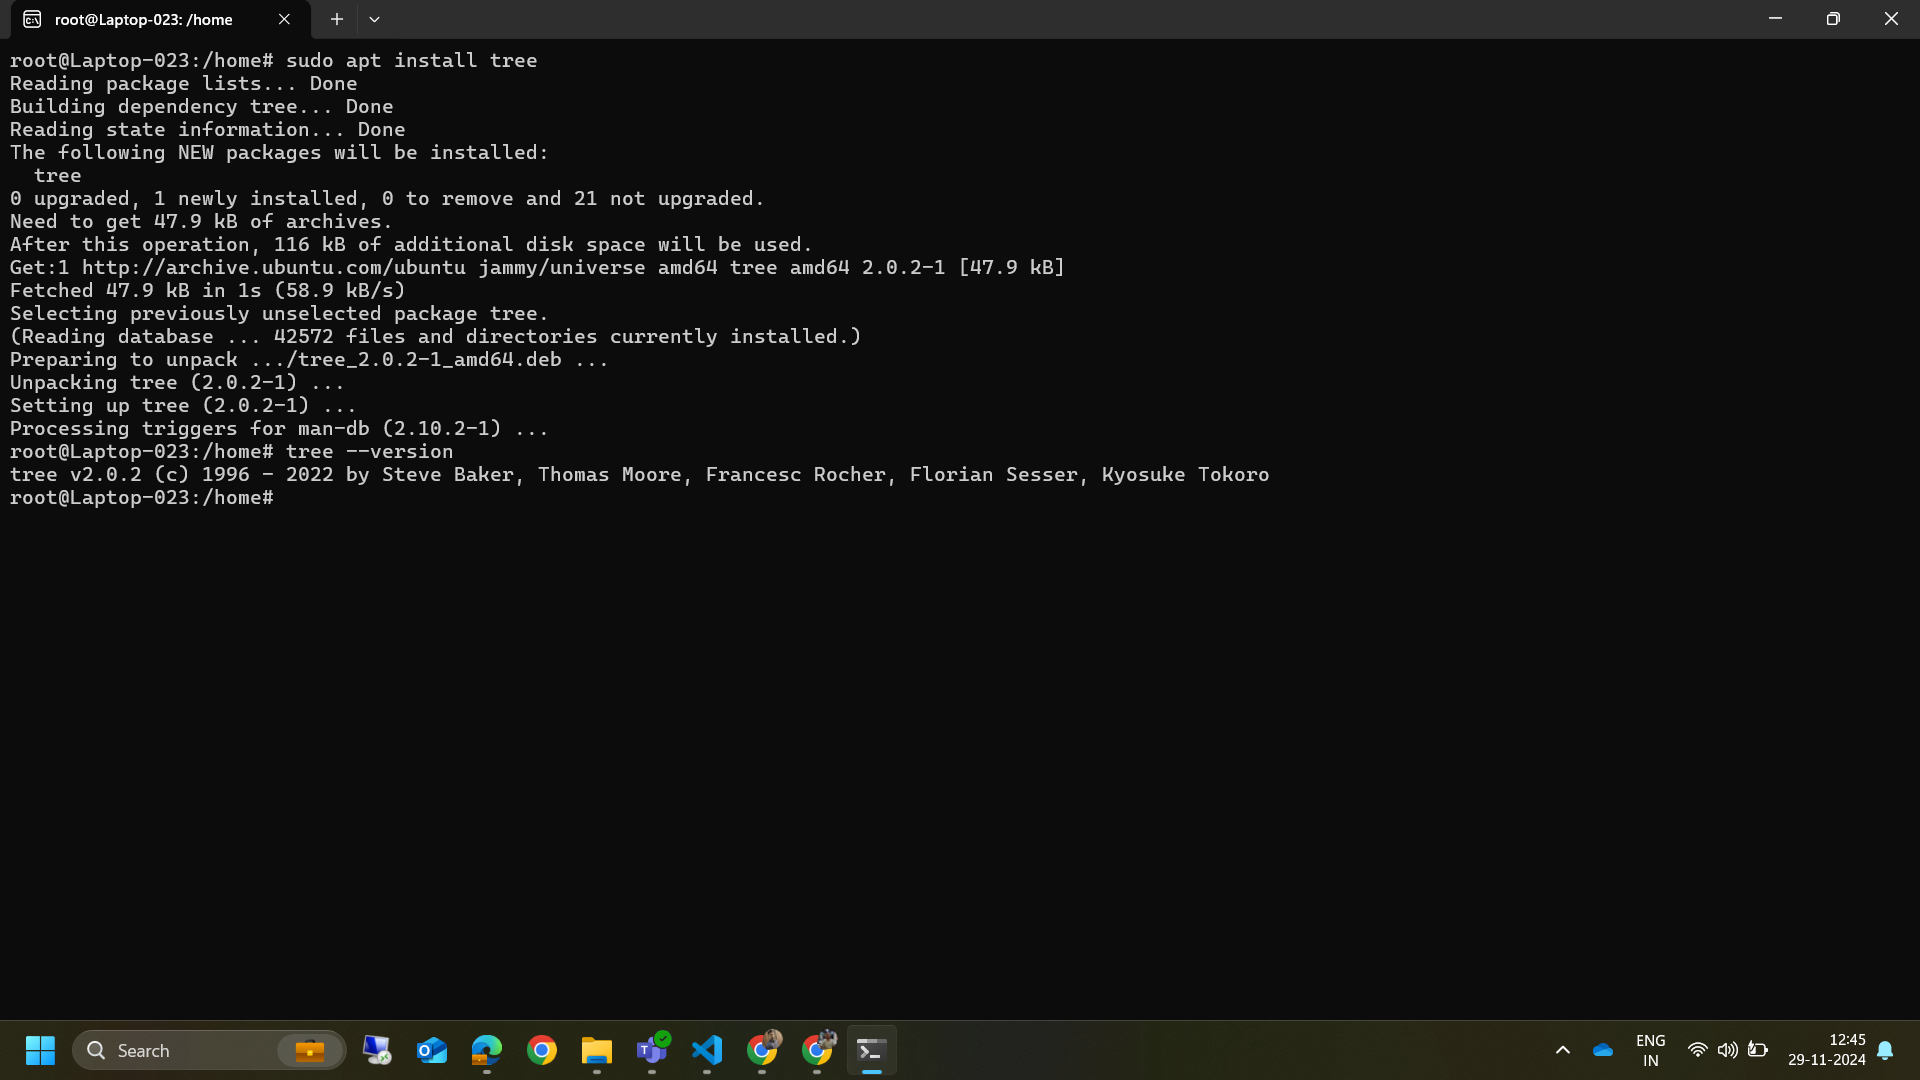 root@Laptop-023: /home
root@Laptop-023:/home# sudo apt install tree
Reading package lists... Done
Building dependency tree... Done
Reading state information... Done
The following NEW packages will be installed:
  tree
0 upgraded, 1 newly installed, 0 to remove and 21 not upgraded.
Need to get 47.9 kB of archives.
After this operation, 116 kB of additional disk space will be used.
Get:1 http://archive.ubuntu.com/ubuntu jammy/universe amd64 tree amd64 2.0.2-1 [47.9 kB]
Fetched 47.9 kB in 1s (58.9 kB/s)
Selecting previously unselected package tree.
(Reading database ... 42572 files and directories currently installed.)
Preparing to unpack .../tree_2.0.2-1_amd64.deb ...
Unpacking tree (2.0.2-1) ...
Setting up tree (2.0.2-1) ...
Processing triggers for man-db (2.10.2-1) ...
root@Laptop-023:/home# tree --version
tree v2.0.2 (c) 1996 - 2022 by Steve Baker, Thomas Moore, Francesc Rocher, Florian Sesser, Kyosuke Tokoro
root@Laptop-023:/home#
Search
ENG
IN
12:45
29-11-2024